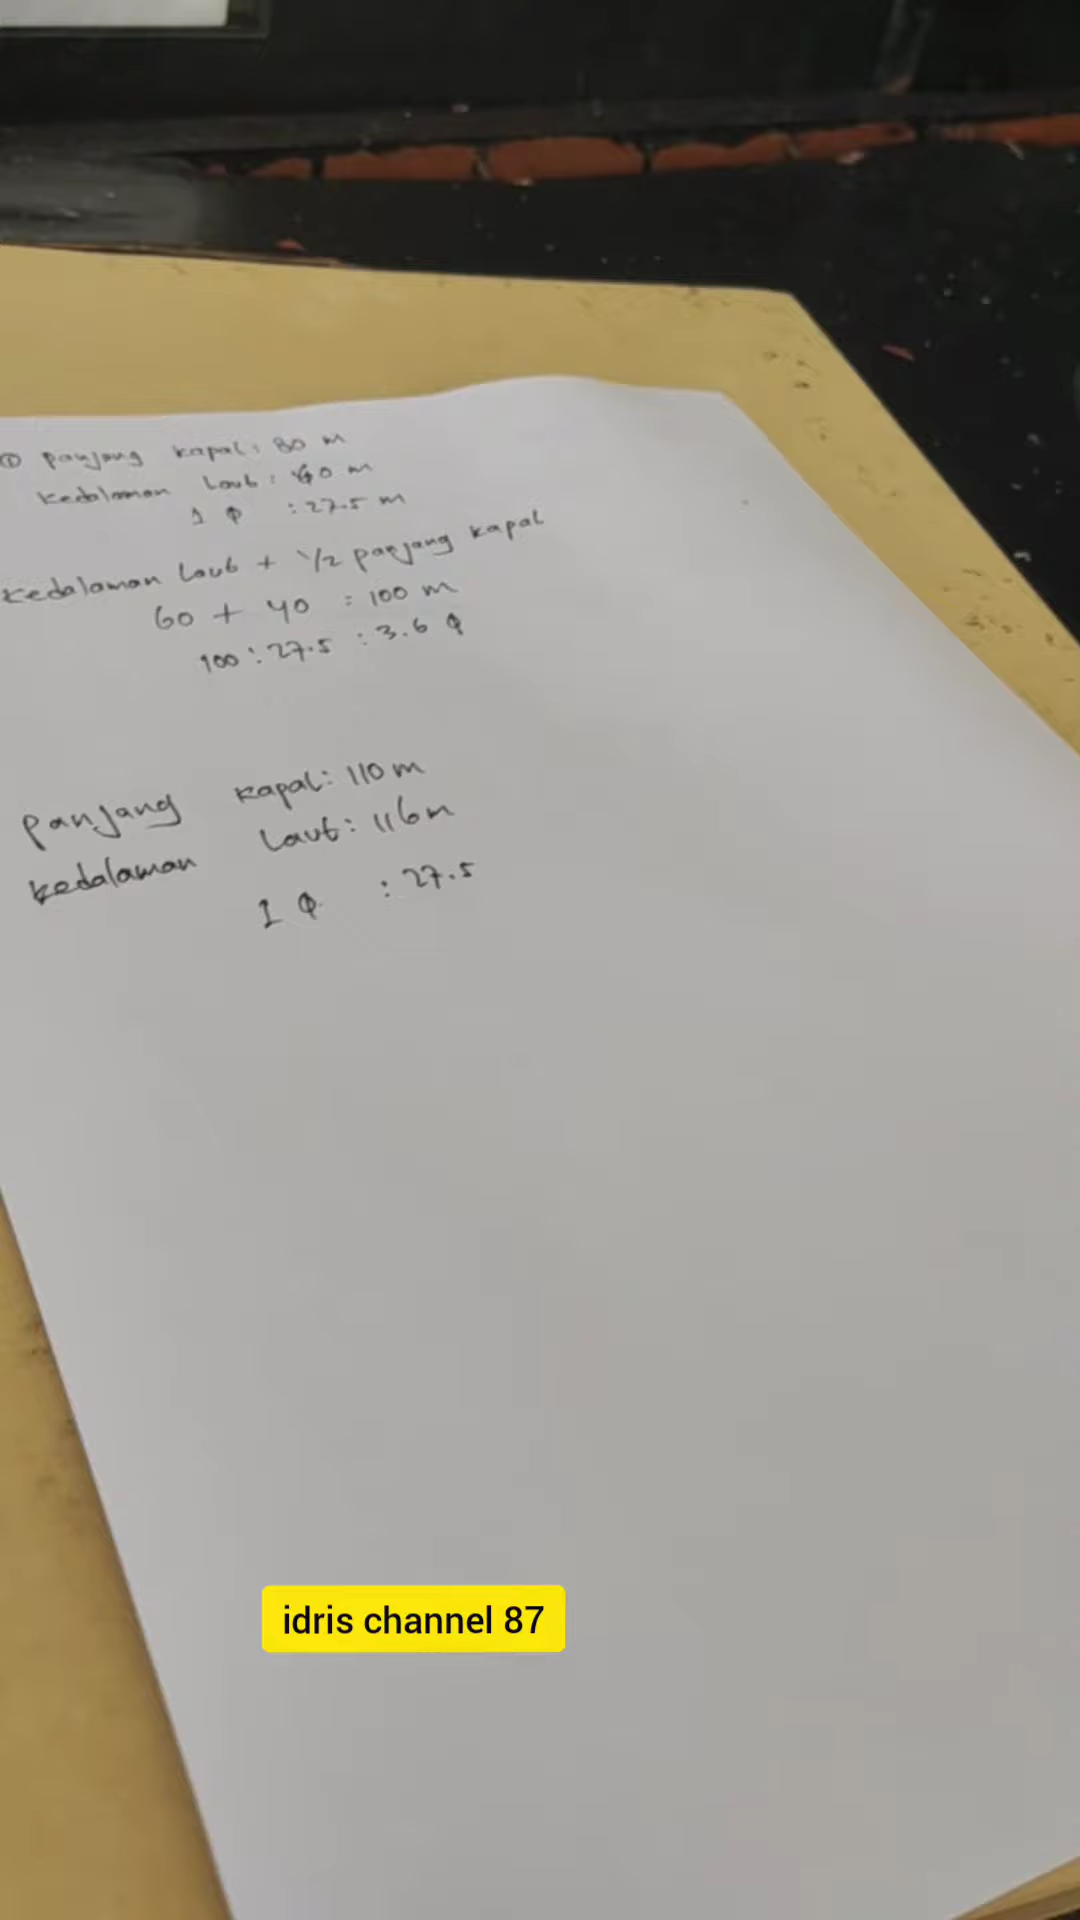 ① panjang kapal: 80 m
kedalaman laut: 60 m
1 φ : 27.5 m
kedalaman laut + 1/2 panjang kapal
60 + 40 = 100 m
100 : 27.5 : 3.6 φ
panjang kapal: 110 m
kedalaman laut: 116 m
1 φ : 27.5
idris channel 87